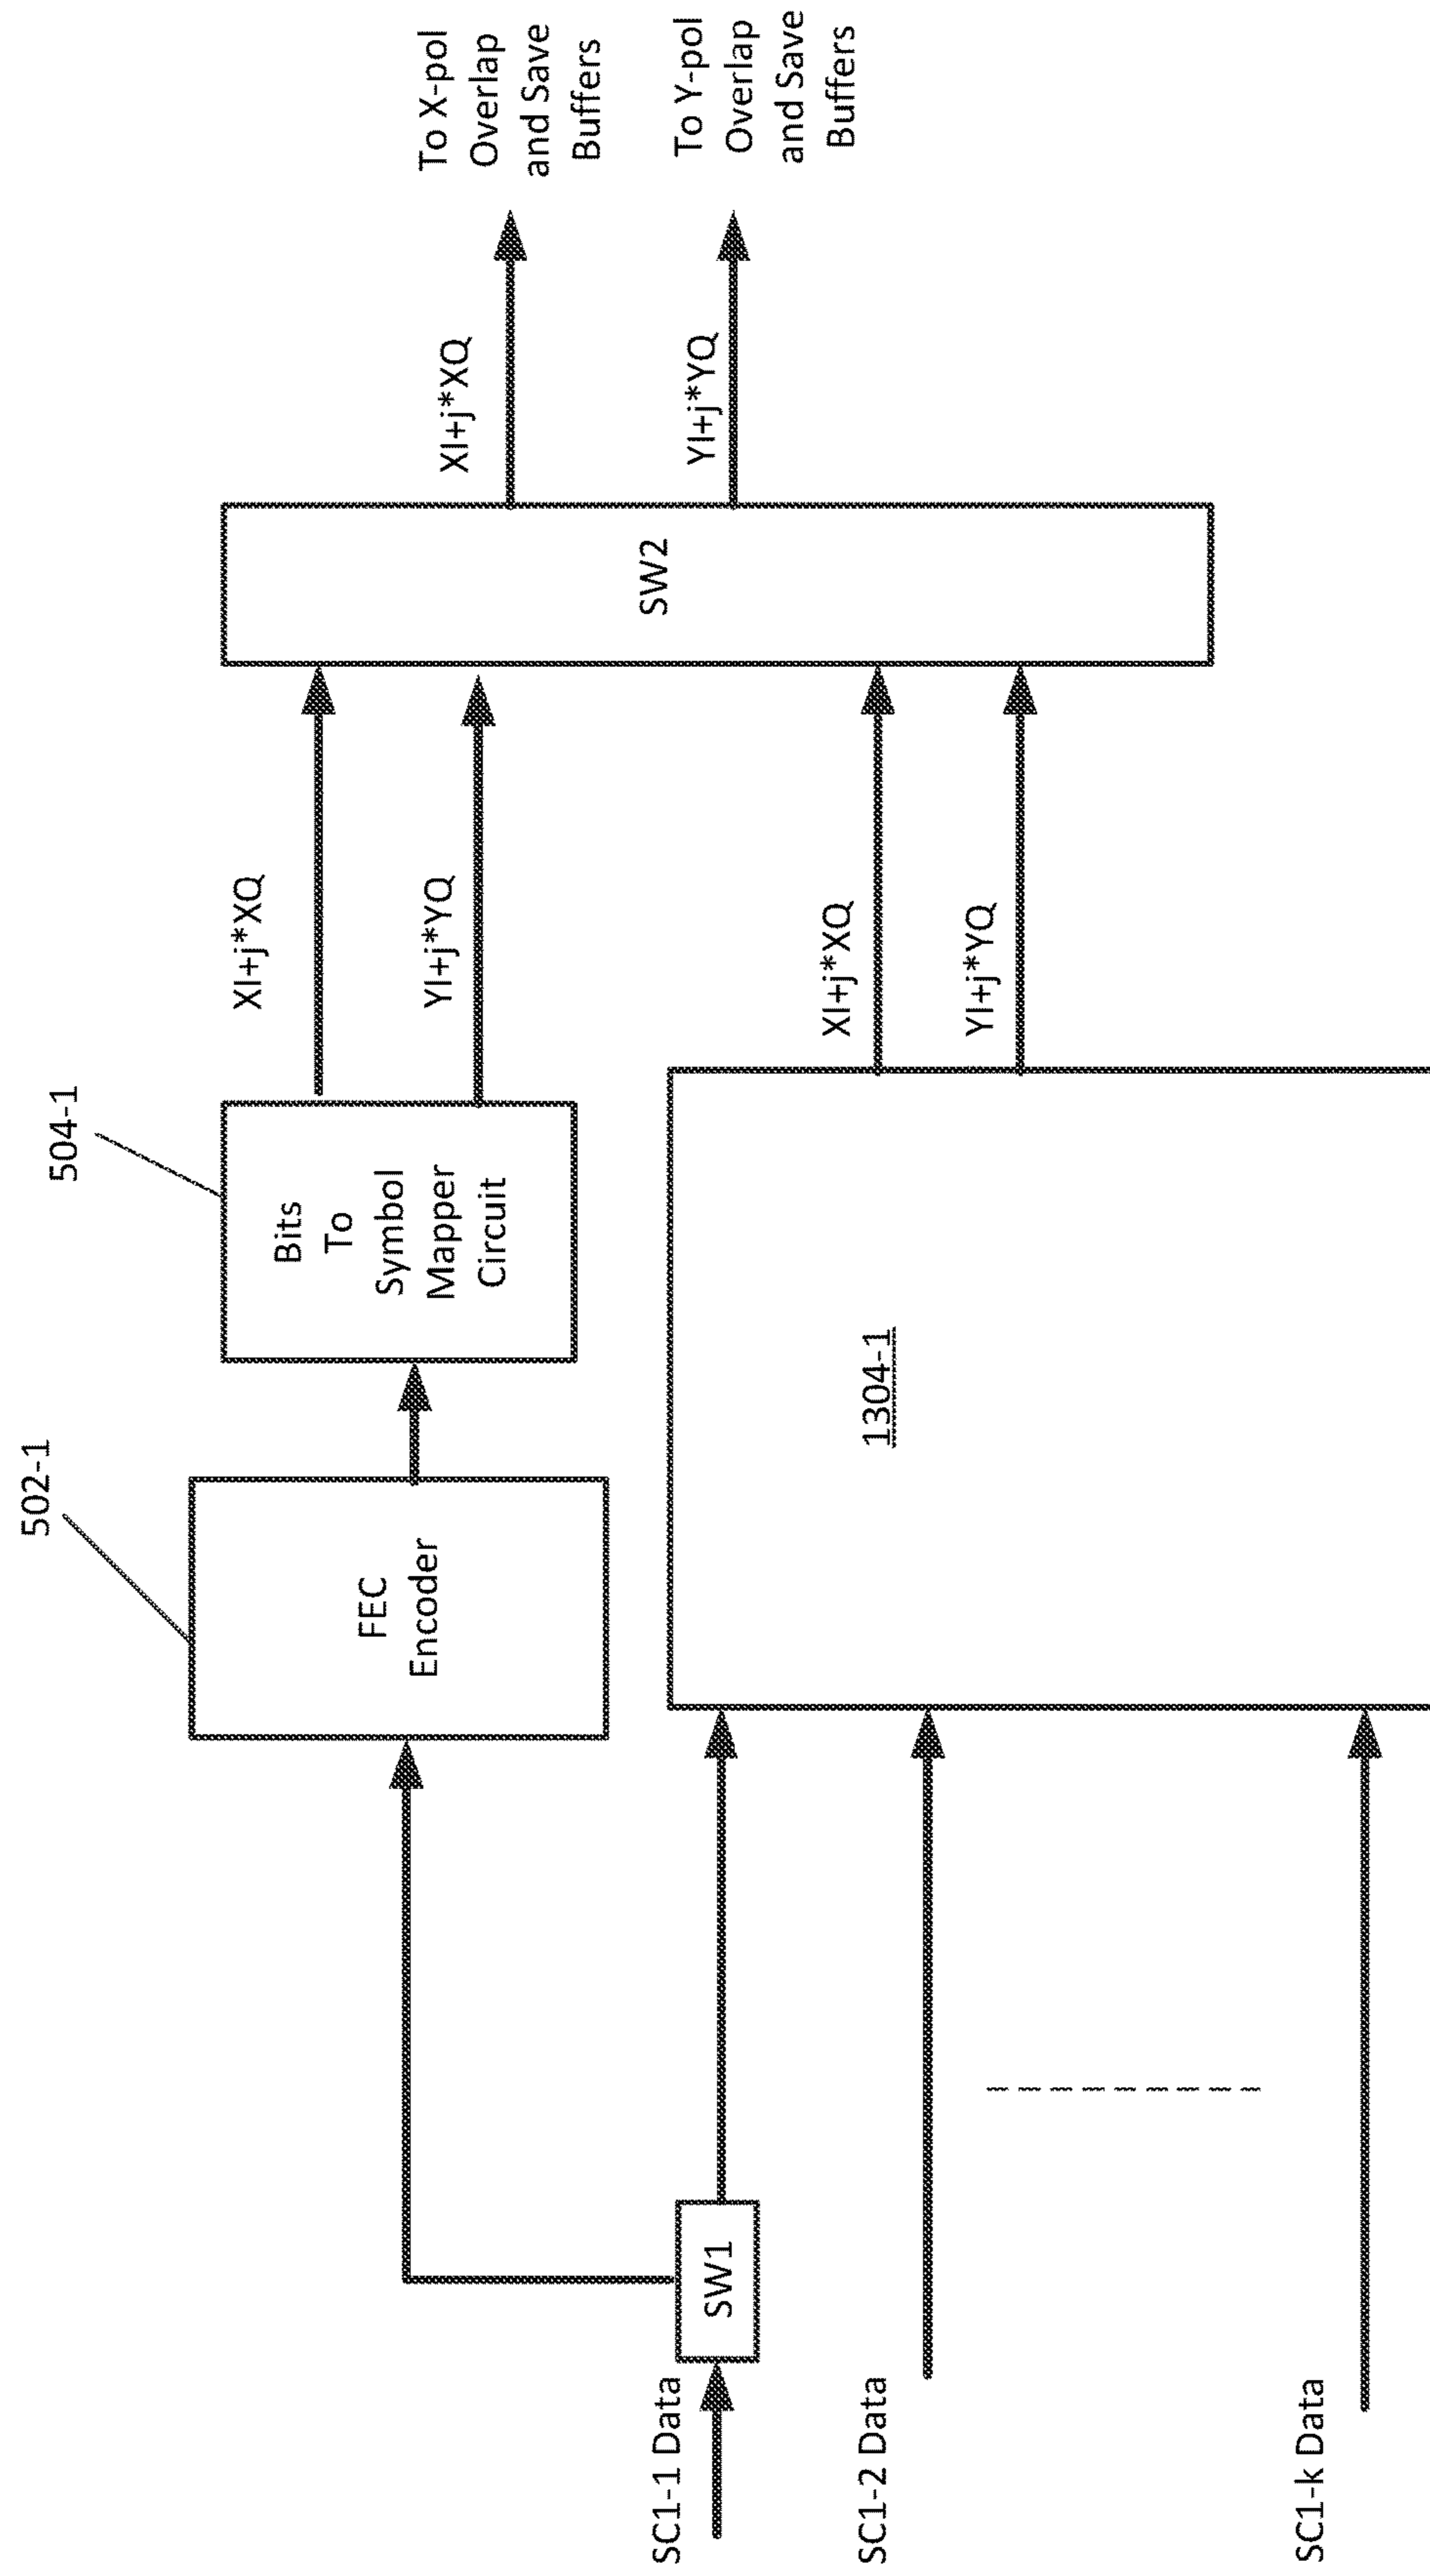 502-1
504-1
FEC
Encoder
Bits
To
Symbol
Mapper
Circuit
XI+j*XQ
YI+j*YQ
XI+j*XQ
YI+j*YQ
To X-pol
Overlap
and Save
Buffers
To Y-pol
Overlap
and Save
Buffers
SW2
SC1-1 Data
SW1
SC1-2 Data
SC1-k Data
1304-1
XI+j*XQ
YI+j*YQ